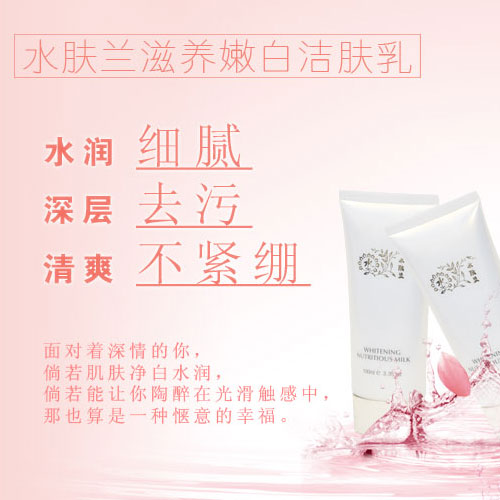 水肤兰滋养嫩白洁肤乳
水润 细腻
深层 去污
清爽 不紧绷
面对着深情的你，
倘若肌肤净白水润，
倘若能让你陶醉在光滑触感中，
那也算是一种惬意的幸福。
水肤兰
WHITENING
NUTRITIOUS MILK